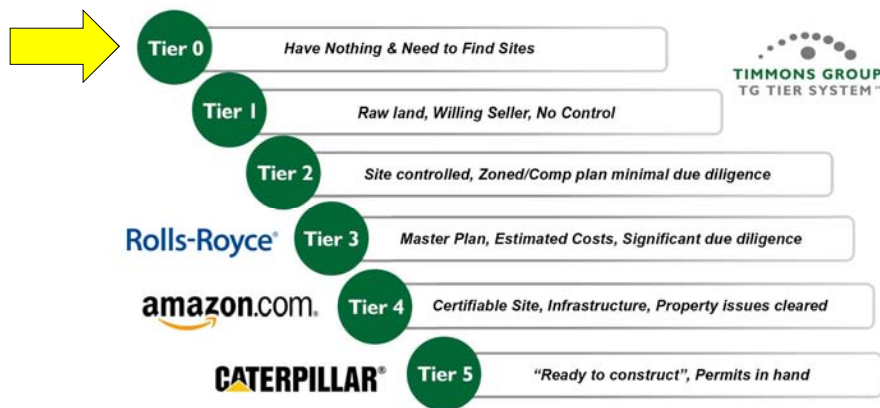 Tier 0
Have Nothing & Need to Find Sites
TIMMONS GROUP
TG TIER SYSTEM™
Tier 1
Raw land, Willing Seller, No Control
Tier 2
Site controlled, Zoned/Comp plan minimal due diligence
Rolls-Royce®
Tier 3
Master Plan, Estimated Costs, Significant due diligence
amazon.com®
Tier 4
Certifiable Site, Infrastructure, Property issues cleared
CATERPILLAR®
Tier 5
“Ready to construct”, Permits in hand